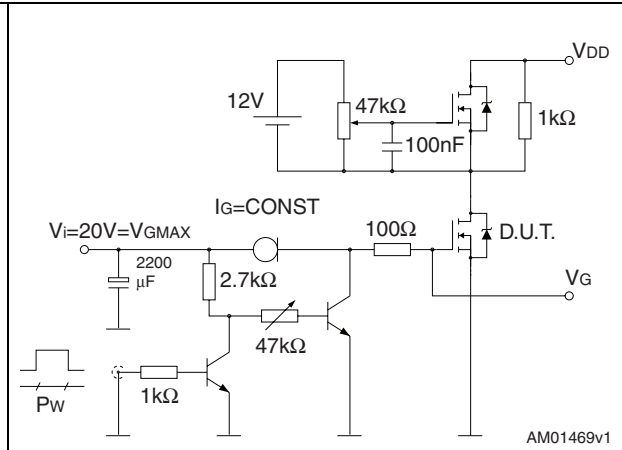 VDD
12V
47kΩ
1kΩ
100nF
IG=CONST
Vi=20V=VGMAX
100Ω
D.U.T.
2200
μF
2.7kΩ
VG
47kΩ
1kΩ
PW
AM01469v1